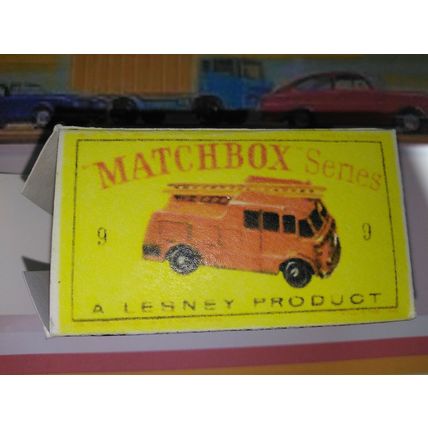 "MATCHBOX" Series
9 9
A LESNEY PRODUCT